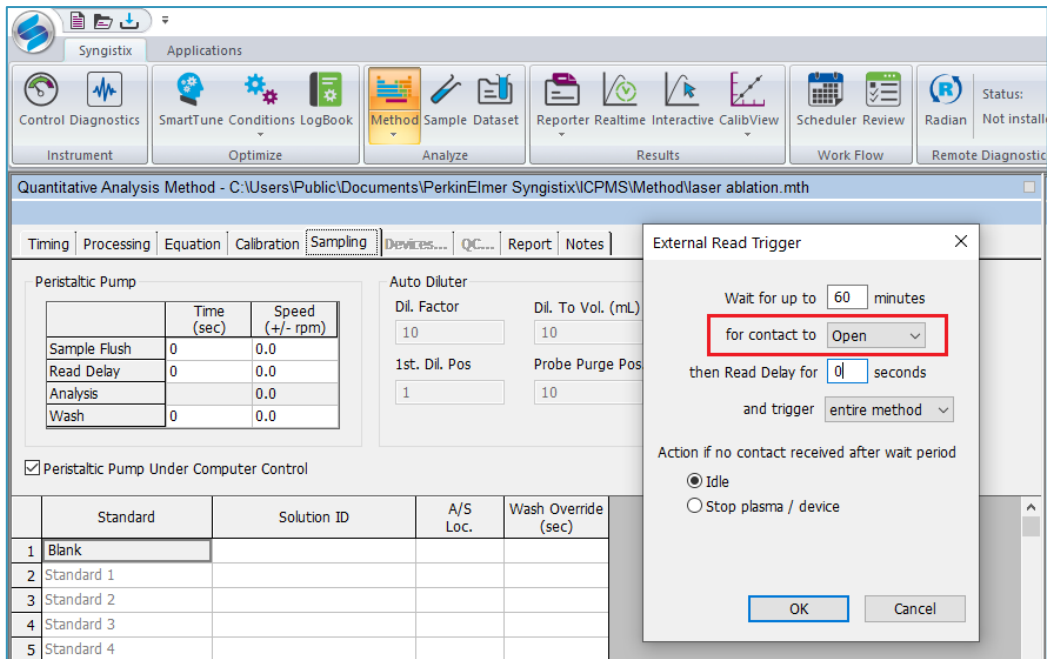 Syngistix Applications
Control Diagnostics SmartTune Conditions LogBook Method Sample Dataset Reporter Realtime Interactive CalibView Scheduler Review Radian
Status:
Not install
Instrument Optimize Analyze Results Work Flow Remote Diagnostic
Quantitative Analysis Method - C:\Users\Public\Documents\PerkinElmer Syngistix\ICPMS\Method\laser ablation.mth
Timing Processing Equation Calibration Sampling Devices... QC... Report Notes
Peristaltic Pump
Time (sec) Speed (+/- rpm)
Sample Flush 0 0.0
Read Delay 0 0.0
Analysis 0.0
Wash 0 0.0
Auto Diluter
Dil. Factor Dil. To Vol. (mL)
10 10
1st. Dil. Pos Probe Purge Pos
1 10
Peristaltic Pump Under Computer Control
Standard Solution ID A/S Loc. Wash Override (sec)
1 Blank
2 Standard 1
3 Standard 2
4 Standard 3
5 Standard 4
External Read Trigger
Wait for up to 60 minutes
for contact to Open
then Read Delay for 0 seconds
and trigger entire method
Action if no contact received after wait period
Idle
Stop plasma / device
OK Cancel